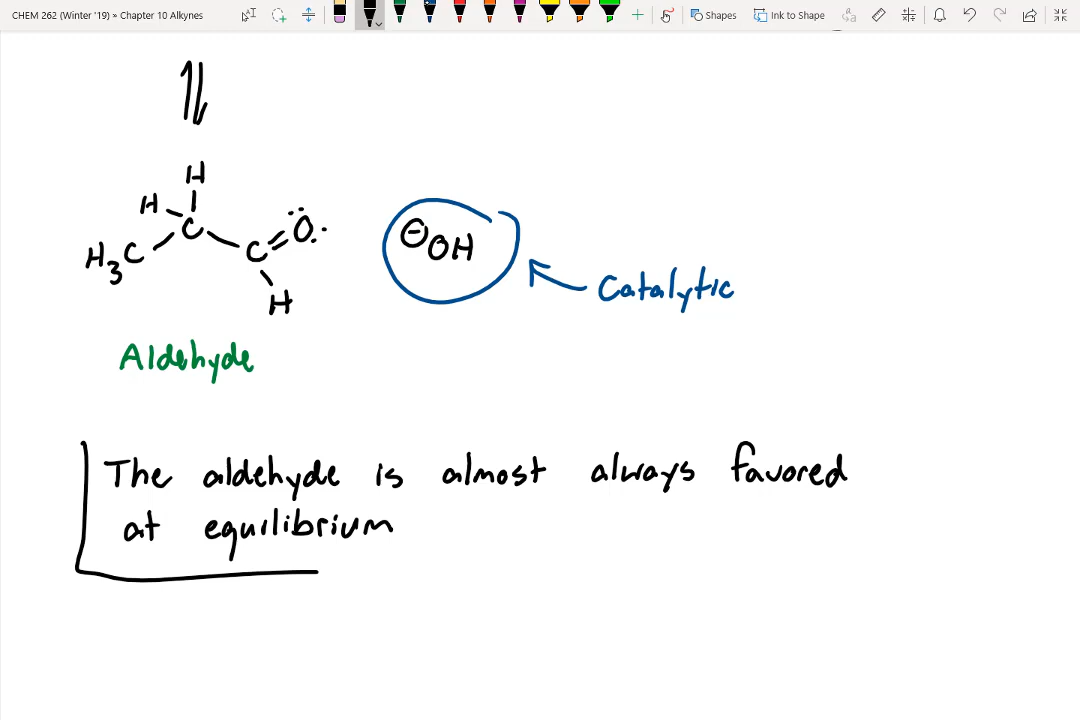 CHEM 262 (Winter '19) » Chapter 10 Alkynes
Shapes
Ink to Shape
H
H
C
H3C
C
O
H
⊖OH
Catalytic
Aldehyde
The aldehyde is almost always favored
at equilibrium